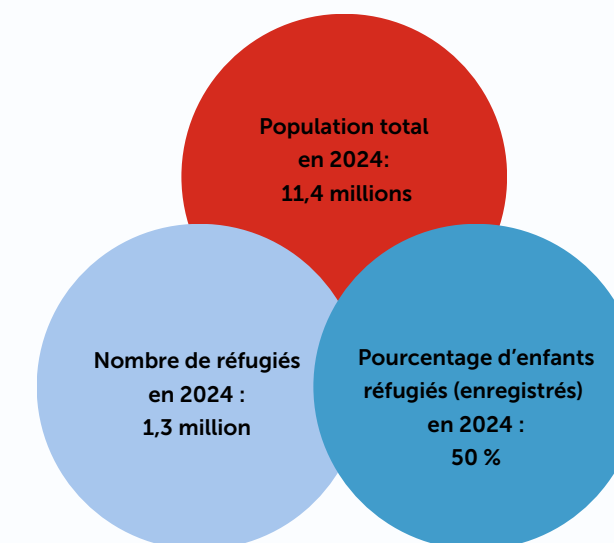 Population total
en 2024:
11,4 millions
Nombre de réfugiés
en 2024 :
1,3 million
Pourcentage d’enfants
réfugiés (enregistrés)
en 2024 :
50 %